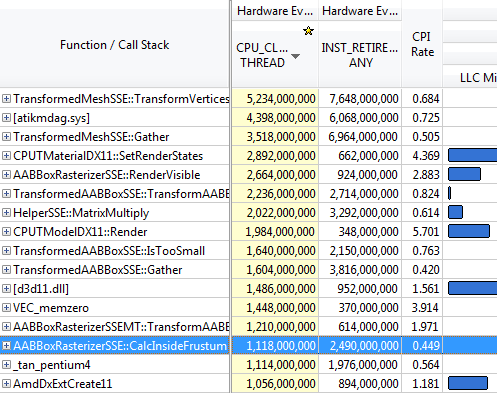 Hardware Ev... Hardware Ev...
Function / Call Stack CPU_CL... THREAD INST_RETIRE... ANY CPI Rate LLC Mi
TransformedMeshSSE::TransformVertices 5,234,000,000 7,648,000,000 0.684
[atikmdag.sys] 4,398,000,000 6,068,000,000 0.725
TransformedMeshSSE::Gather 3,518,000,000 6,964,000,000 0.505
CPUTMaterialDX11::SetRenderStates 2,892,000,000 662,000,000 4.369
AABBoxRasterizerSSE::RenderVisible 2,664,000,000 924,000,000 2.883
TransformedAABBoxSSE::TransformAABB 2,236,000,000 2,714,000,000 0.824
HelperSSE::MatrixMultiply 2,022,000,000 3,292,000,000 0.614
CPUTModelDX11::Render 1,984,000,000 348,000,000 5.701
TransformedAABBoxSSE::IsTooSmall 1,640,000,000 2,150,000,000 0.763
TransformedAABBoxSSE::Gather 1,604,000,000 3,816,000,000 0.420
[d3d11.dll] 1,486,000,000 952,000,000 1.561
VEC_memzero 1,448,000,000 370,000,000 3.914
AABBoxRasterizerSSEMT::TransformAABB 1,210,000,000 614,000,000 1.971
AABBoxRasterizerSSE::CalcInsideFrustum 1,118,000,000 2,490,000,000 0.449
_tan_pentium4 1,114,000,000 1,976,000,000 0.564
AmdDxExtCreate11 1,056,000,000 894,000,000 1.181